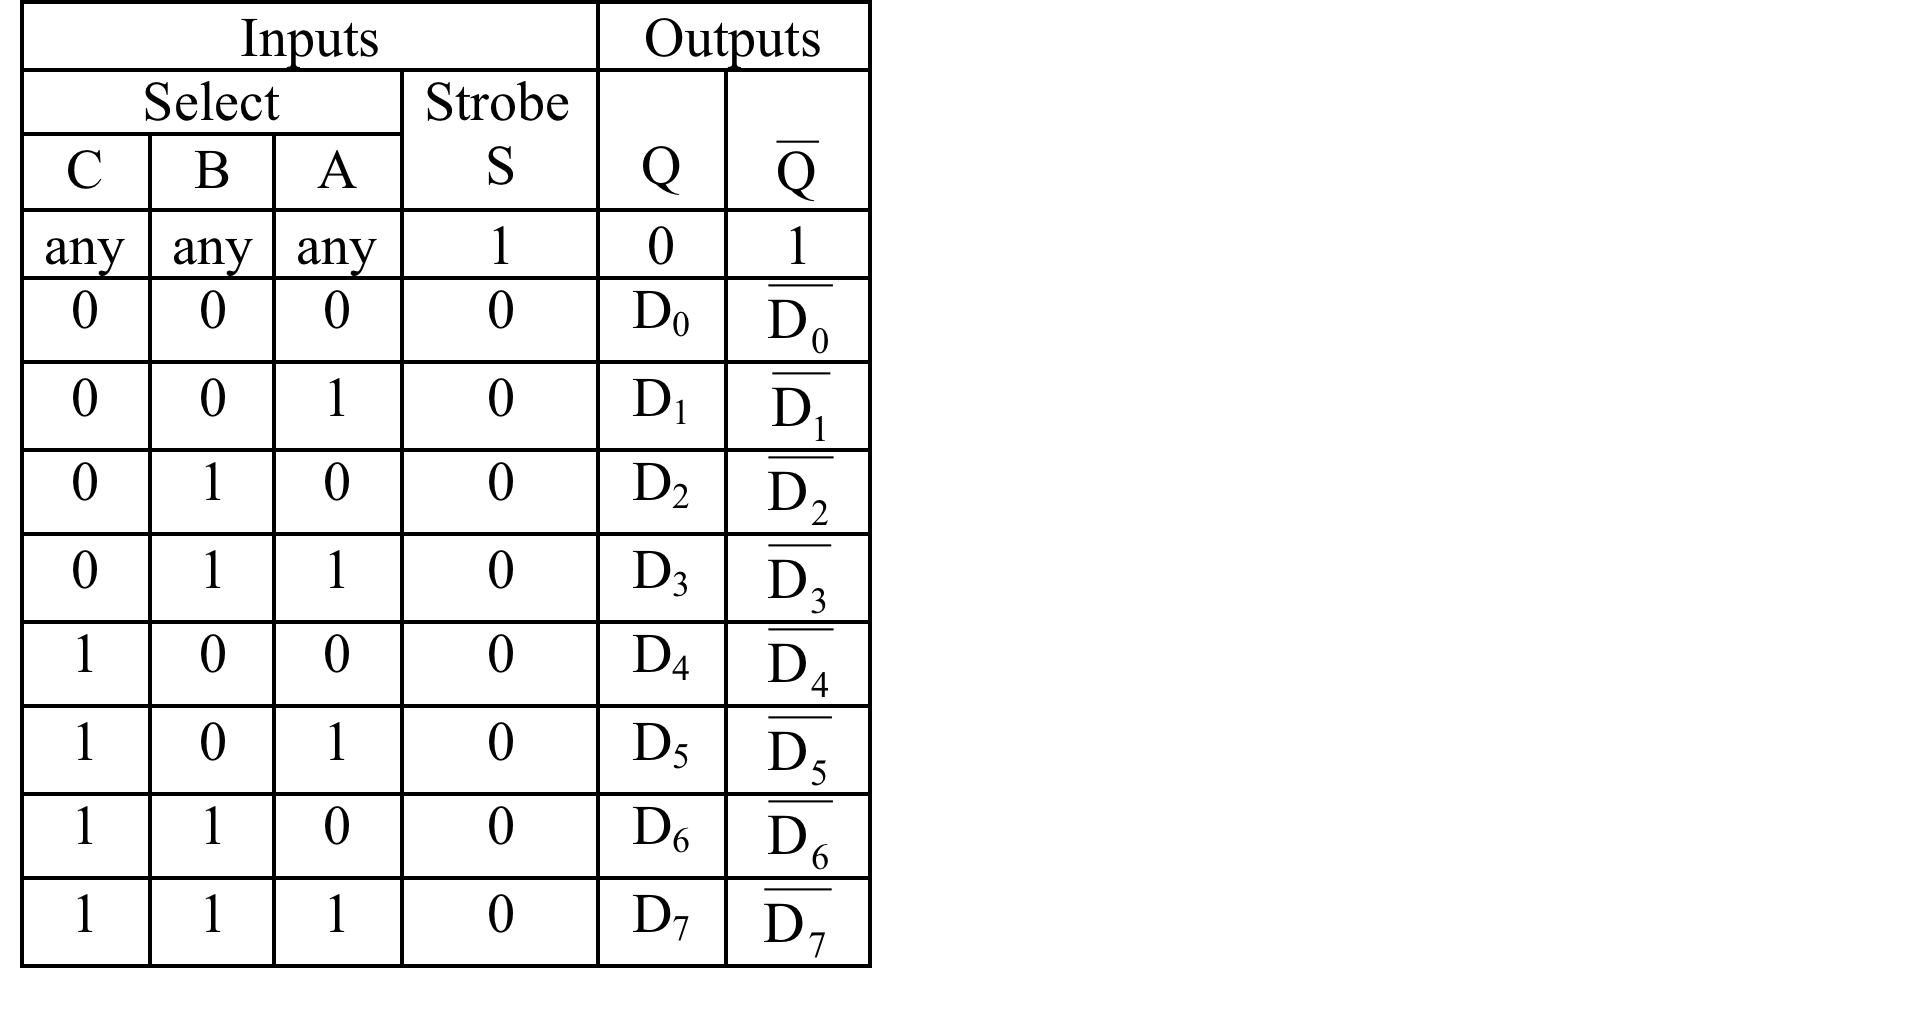 Inputs Outputs
Select Strobe
C B A S Q Q̅
any any any 1 0 1
0 0 0 0 D₀ D̅₀
0 0 1 0 D₁ D̅₁
0 1 0 0 D₂ D̅₂
0 1 1 0 D₃ D̅₃
1 0 0 0 D₄ D̅₄
1 0 1 0 D₅ D̅₅
1 1 0 0 D₆ D̅₆
1 1 1 0 D₇ D̅₇